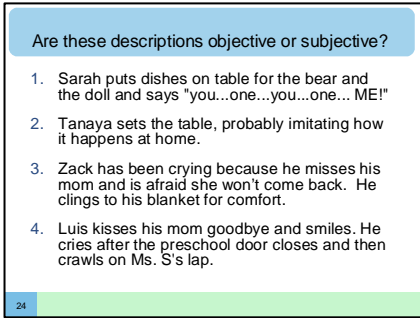 Are these descriptions objective or subjective?
1. Sarah puts dishes on table for the bear and
the doll and says "you...one...you...one... ME!"
2. Tanaya sets the table, probably imitating how
it happens at home.
3. Zack has been crying because he misses his
mom and is afraid she won't come back. He
clings to his blanket for comfort.
4. Luis kisses his mom goodbye and smiles. He
cries after the preschool door closes and then
crawls on Ms. S's lap.
24